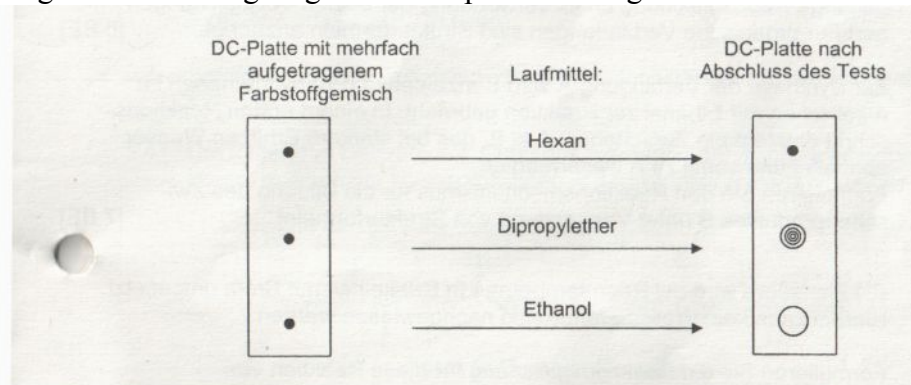 DC-Platte mit mehrfach
aufgetragenem
Farbstoffgemisch
Laufmittel:
DC-Platte nach
Abschluss des Tests
Hexan
Dipropylether
Ethanol